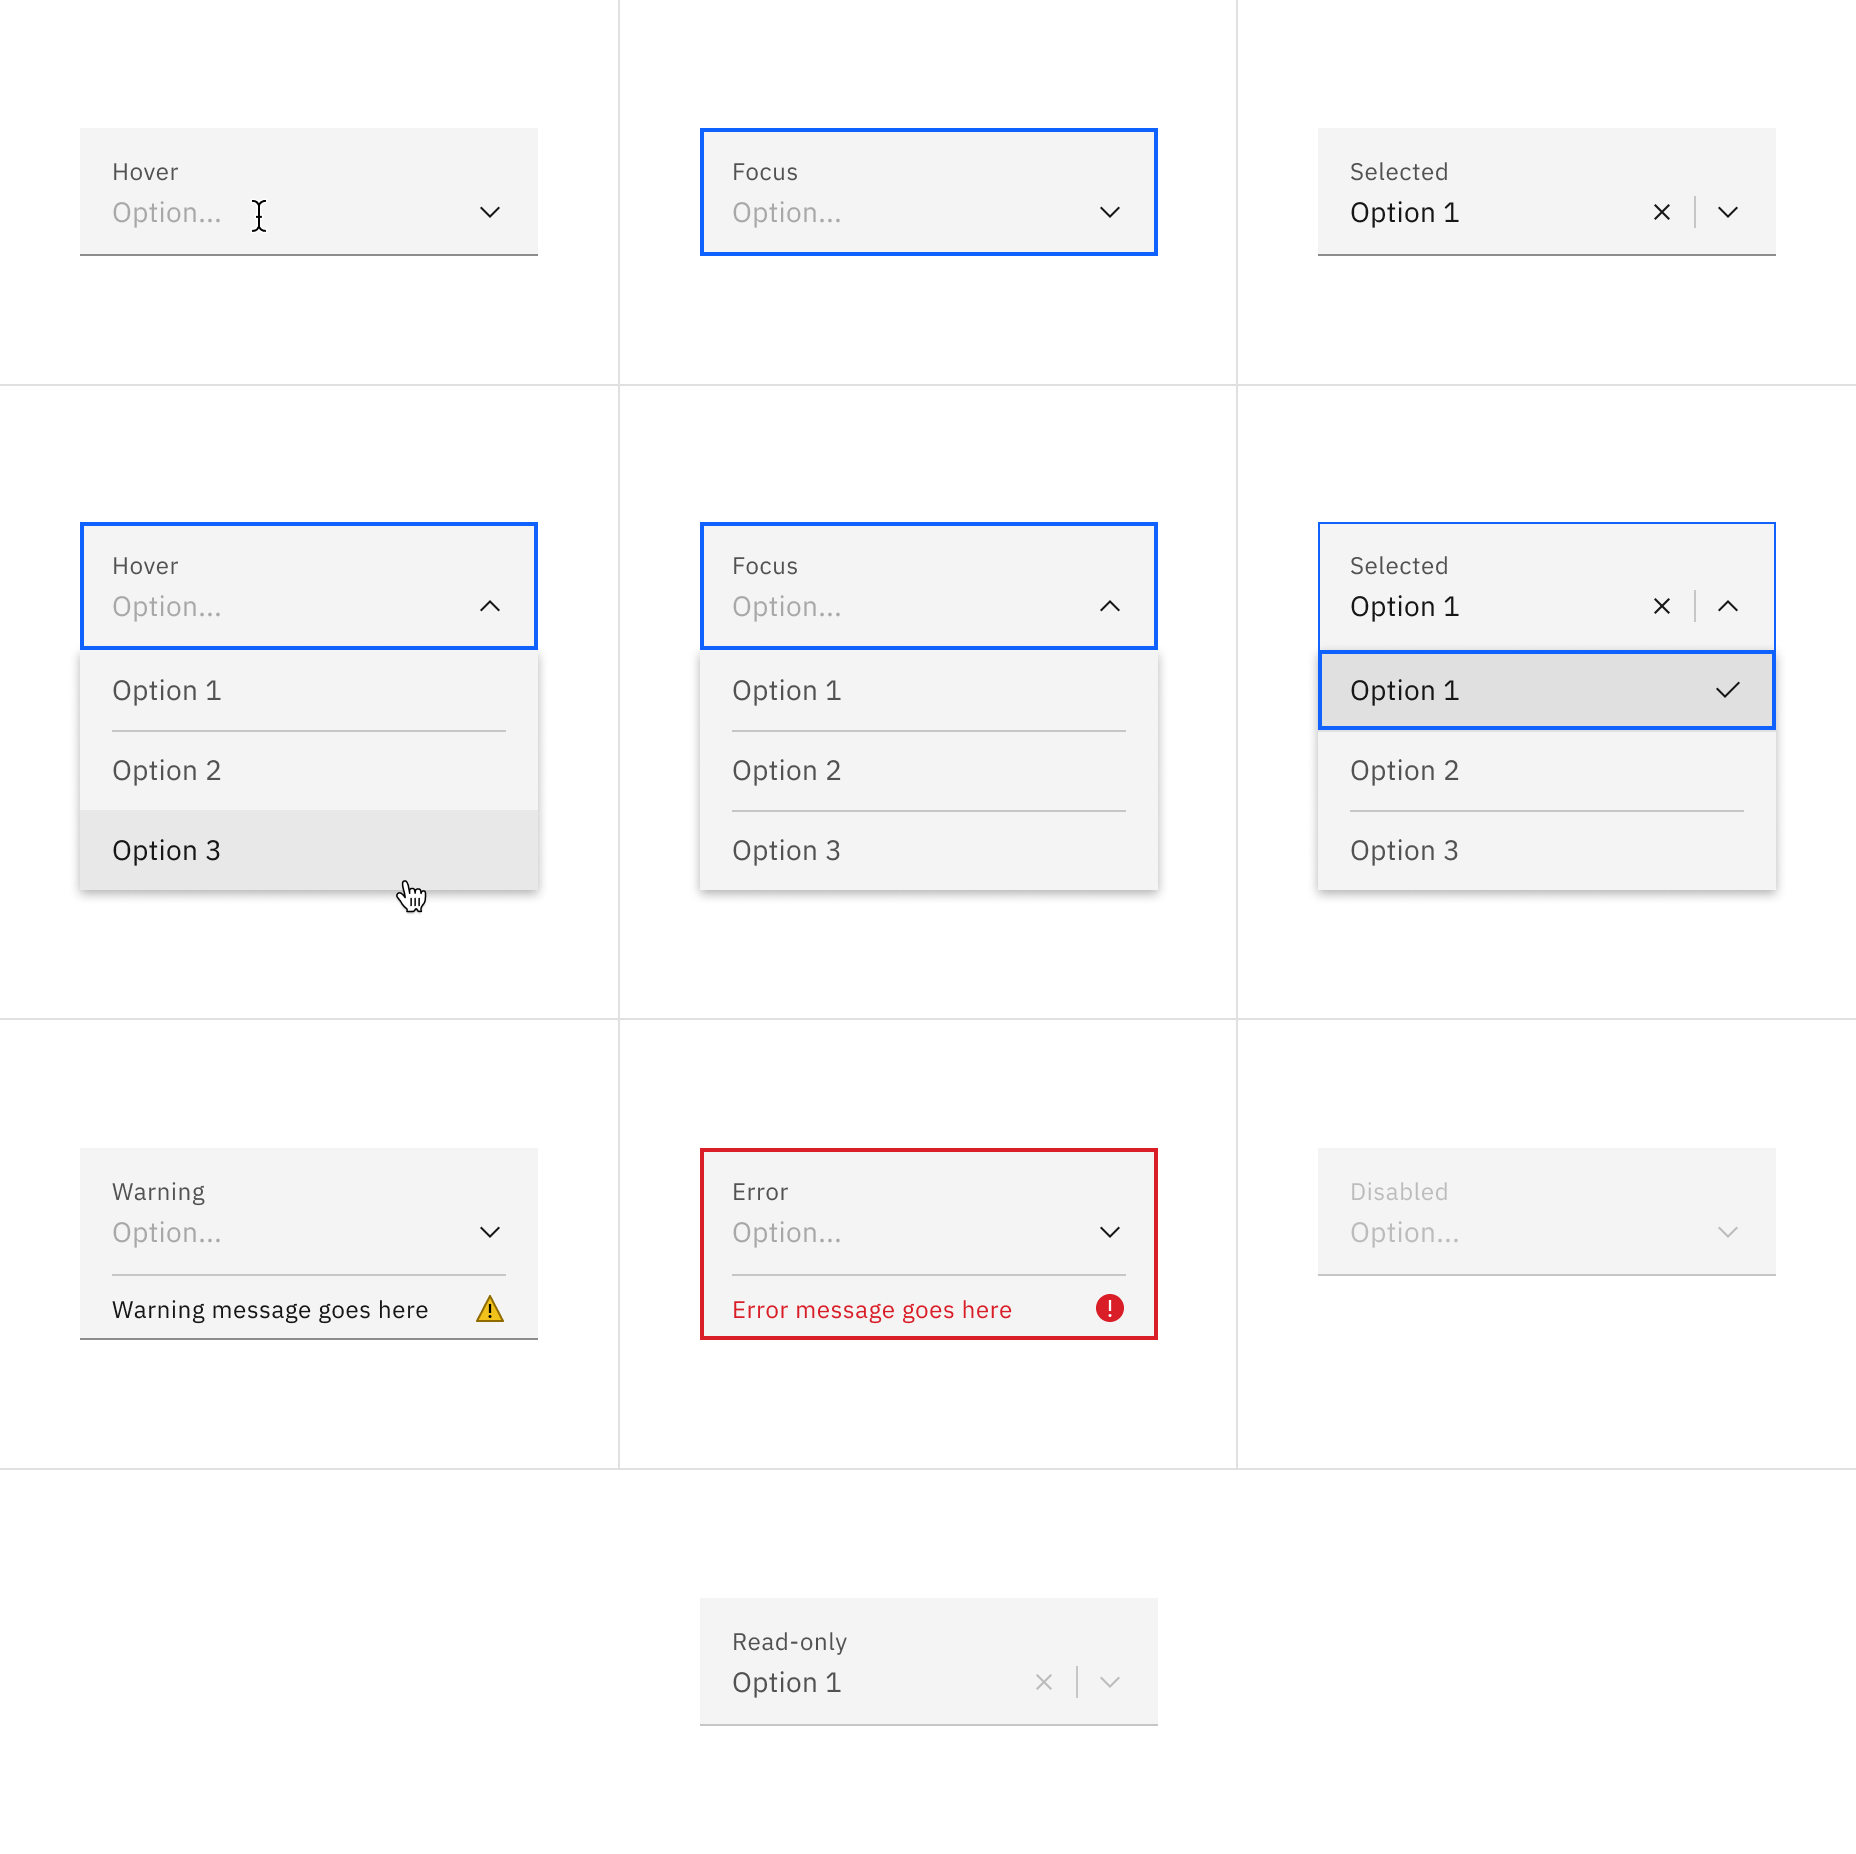 Hover
Option...
Focus
Option...
Selected
Option 1
Hover
Option...
Option 1
Option 2
Option 3
Focus
Option...
Option 1
Option 2
Option 3
Selected
Option 1
Option 1
Option 2
Option 3
Warning
Option...
Warning message goes here
Error
Option...
Error message goes here
Disabled
Option...
Read-only
Option 1